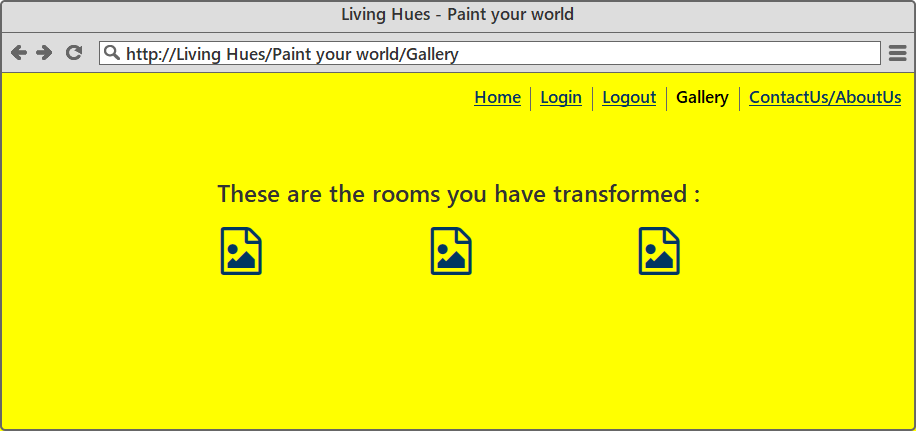 Living Hues - Paint your world
http://Living Hues/Paint your world/Gallery
Home Login Logout Gallery ContactUs/AboutUs
These are the rooms you have transformed :